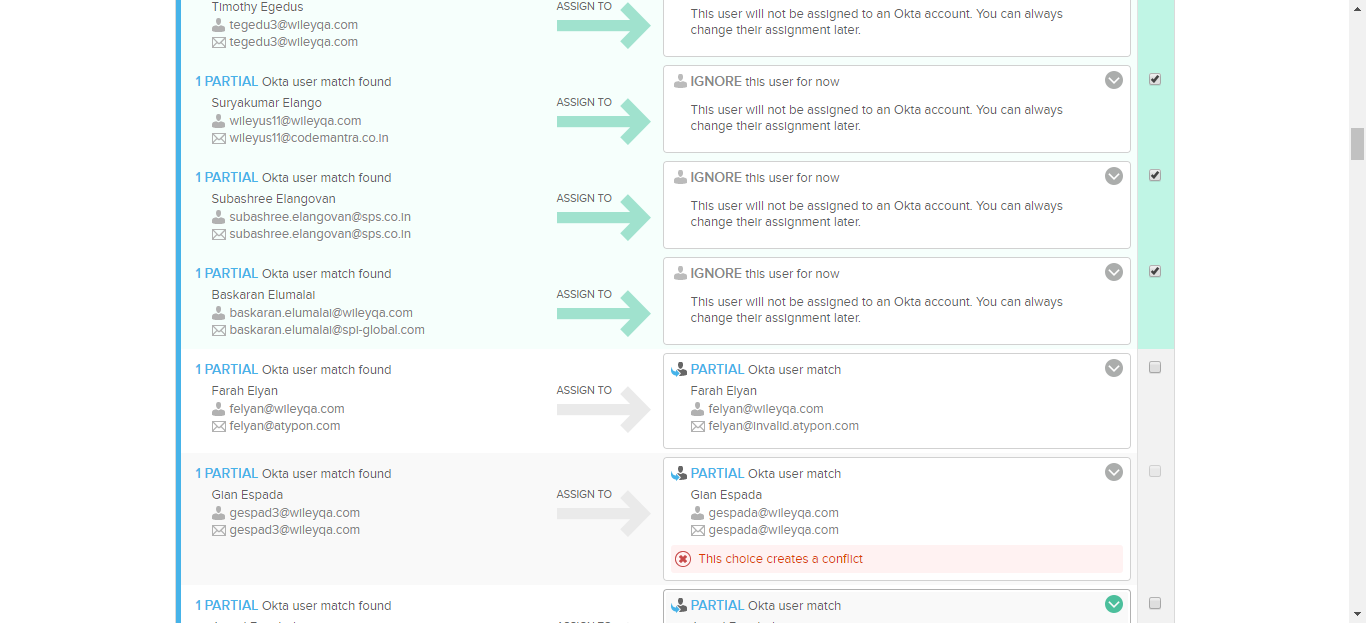 Timothy Egedus
tegedu3@wileyqa.com
tegedu3@wileyqa.com
ASSIGN TO
This user will not be assigned to an Okta account. You can always
change their assignment later.
1 PARTIAL Okta user match found
Suryakumar Elango
wileyus11@wileyqa.com
wileyus11@codemantra.co.in
ASSIGN TO
IGNORE this user for now
This user will not be assigned to an Okta account. You can always
change their assignment later.
1 PARTIAL Okta user match found
Subashree Elangovan
subashree.elangovan@sps.co.in
subashree.elangovan@sps.co.in
ASSIGN TO
IGNORE this user for now
This user will not be assigned to an Okta account. You can always
change their assignment later.
1 PARTIAL Okta user match found
Baskaran Elumalai
baskaran.elumalai@wileyqa.com
baskaran.elumalai@spi-global.com
ASSIGN TO
IGNORE this user for now
This user will not be assigned to an Okta account. You can always
change their assignment later.
1 PARTIAL Okta user match found
Farah Elyan
felyan@wileyqa.com
felyan@atypon.com
ASSIGN TO
PARTIAL Okta user match
Farah Elyan
felyan@wileyqa.com
felyan@invalid.atypon.com
1 PARTIAL Okta user match found
Gian Espada
gespad3@wileyqa.com
gespad3@wileyqa.com
ASSIGN TO
PARTIAL Okta user match
Gian Espada
gespada@wileyqa.com
gespada@wileyqa.com
This choice creates a conflict
1 PARTIAL Okta user match found
PARTIAL Okta user match